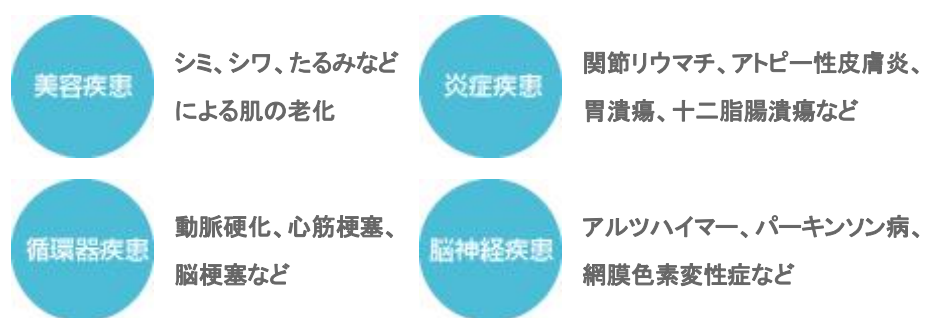 美容疾患
シミ、シワ、たるみなど
による肌の老化
炎症疾患
関節リウマチ、アトピー性皮膚炎、
胃潰瘍、十二脂腸潰瘍など
循環器疾患
動脈硬化、心筋梗塞、
脳梗塞など
脳神経疾患
アルツハイマー、パーキンソン病、
網膜色素変性症など